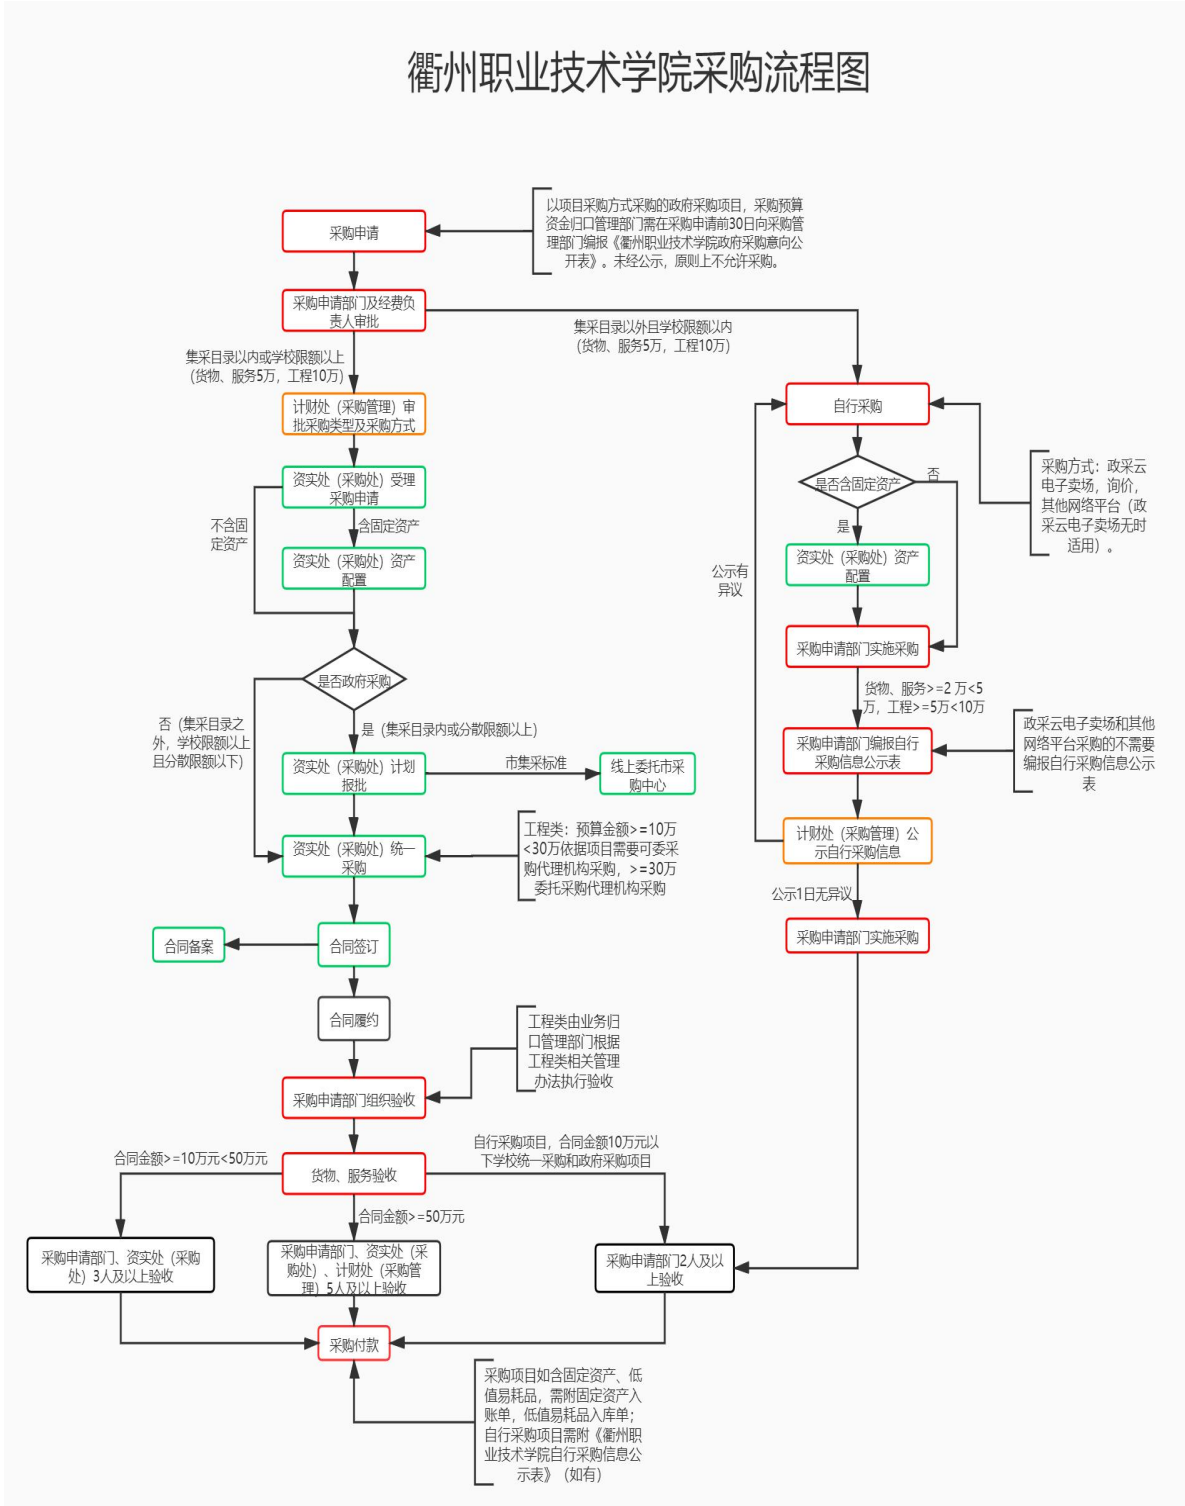 衢州职业技术学院采购流程图
以项目采购方式采购的政府采购项目，采购预算
资金归口管理部门需在采购申请前30日向采购管
理部门编报《衢州职业技术学院政府采购意向公
开表》。未经公示，原则上不允许采购。
采购申请
采购申请部门及经费负
责人审批
集采目录以外且学校限额以内
（货物、服务5万，工程10万）
集采目录以内或学校限额以上
（货物、服务5万，工程10万）
计财处（采购管理）审
批采购类型及采购方式
自行采购
采购方式：政采云
电子卖场，询价，
其他网络平台（政
采云电子卖场无时
适用）。
资实处（采购处）受理
采购申请
是否含固定资产
否
是
不含固
定资产
含固定资产
资实处（采购处）资产
配置
资实处（采购处）资产
配置
公示有
异议
采购申请部门实施采购
是否政府采购
货物、服务>=2 万<5
万，工程>=5万<10万
否（集采目录之
外，学校限额以上
且分散限额以下）
是（集采目录内或分散限额以上）
采购申请部门编报自行
采购信息公示表
政采云电子卖场和其他
网络平台采购的不需要
编报自行采购信息公示
表
资实处（采购处）计划
报批
市集采标准
线上委托市采
购中心
工程类：预算金额>=10万
<30万依据项目需要可委采
购代理机构采购，>=30万
委托采购代理机构采购
资实处（采购处）统一
采购
计财处（采购管理）公
示自行采购信息
公示1日无异议
采购申请部门实施采购
合同备案
合同签订
合同履约
工程类由业务归
口管理部门根据
工程类相关管理
办法执行验收
采购申请部门组织验收
合同金额>=10万元<50万元
自行采购项目，合同金额10万元以
下学校统一采购和政府采购项目
货物、服务验收
合同金额>=50万元
采购申请部门、资实处（采购
处）3人及以上验收
采购申请部门、资实处（采
购处）、计财处（采购管
理）5人及以上验收
采购申请部门2人及以
上验收
采购付款
采购项目如含固定资产、低
值易耗品，需附固定资产入
账单，低值易耗品入库单；
自行采购项目需附《衢州职
业技术学院自行采购信息公
示表》（如有）